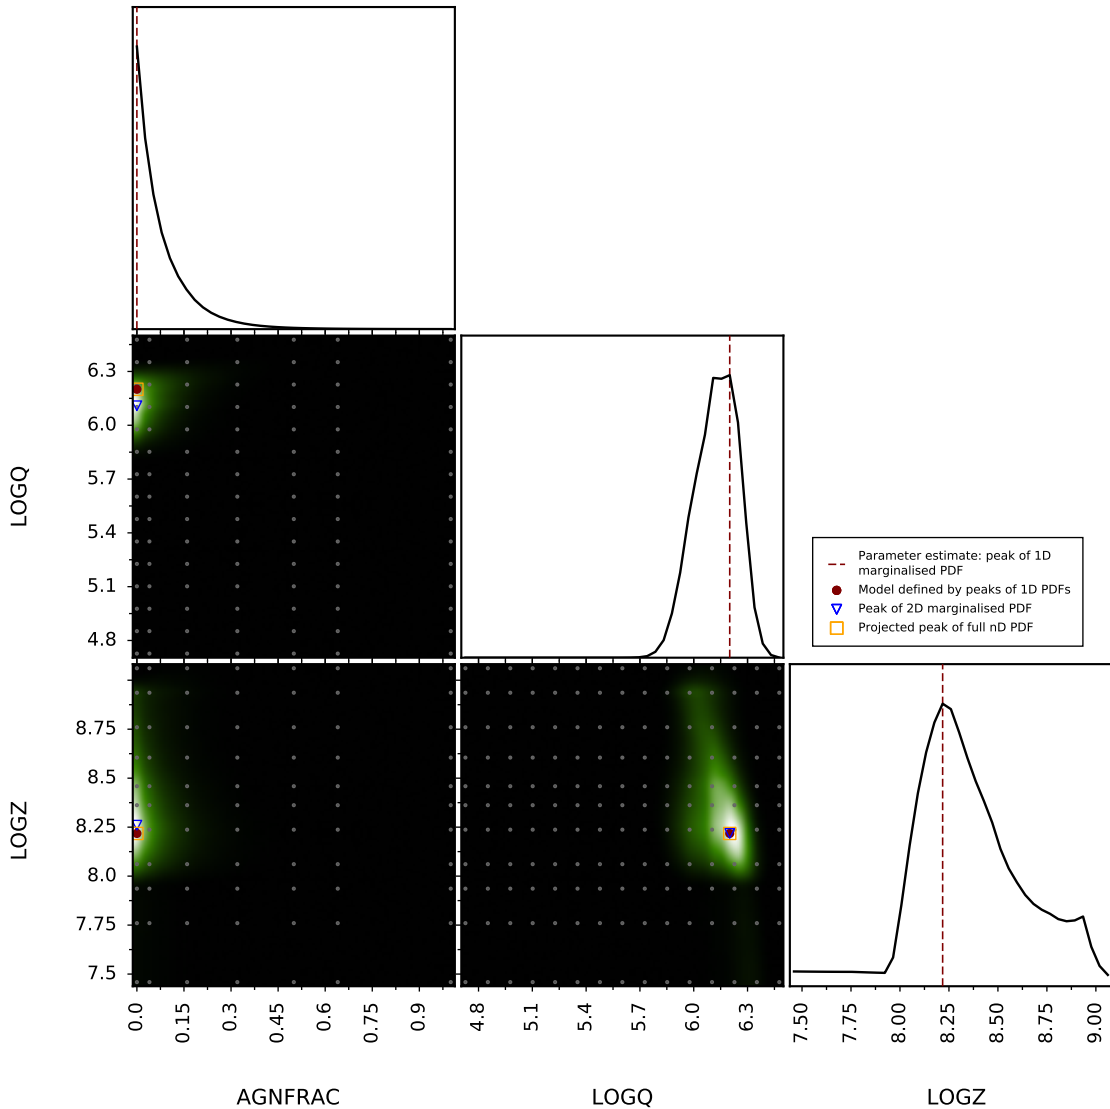 6.3
6.0
5.7
5.4
5.1
4.8
LOGQ
Parameter estimate: peak of 1D
marginalised PDF
Model defined by peaks of 1D PDFs
Peak of 2D marginalised PDF
Projected peak of full nD PDF
8.75
8.5
8.25
8.0
7.75
7.5
LOGZ
0.0 0.15 0.3 0.45 0.6 0.75 0.9
4.8 5.1 5.4 5.7 6.0 6.3
7.50 7.75 8.00 8.25 8.50 8.75 9.00
AGNFRAC LOGQ LOGZ